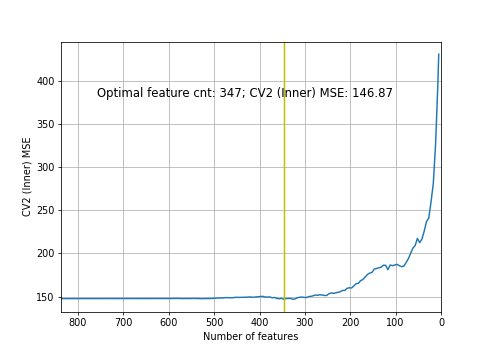 Optimal feature cnt: 347; CV2 (Inner) MSE: 146.87
CV2 (Inner) MSE
400
350
300
250
200
150
800 700 600 500 400 300 200 100 0
Number of features